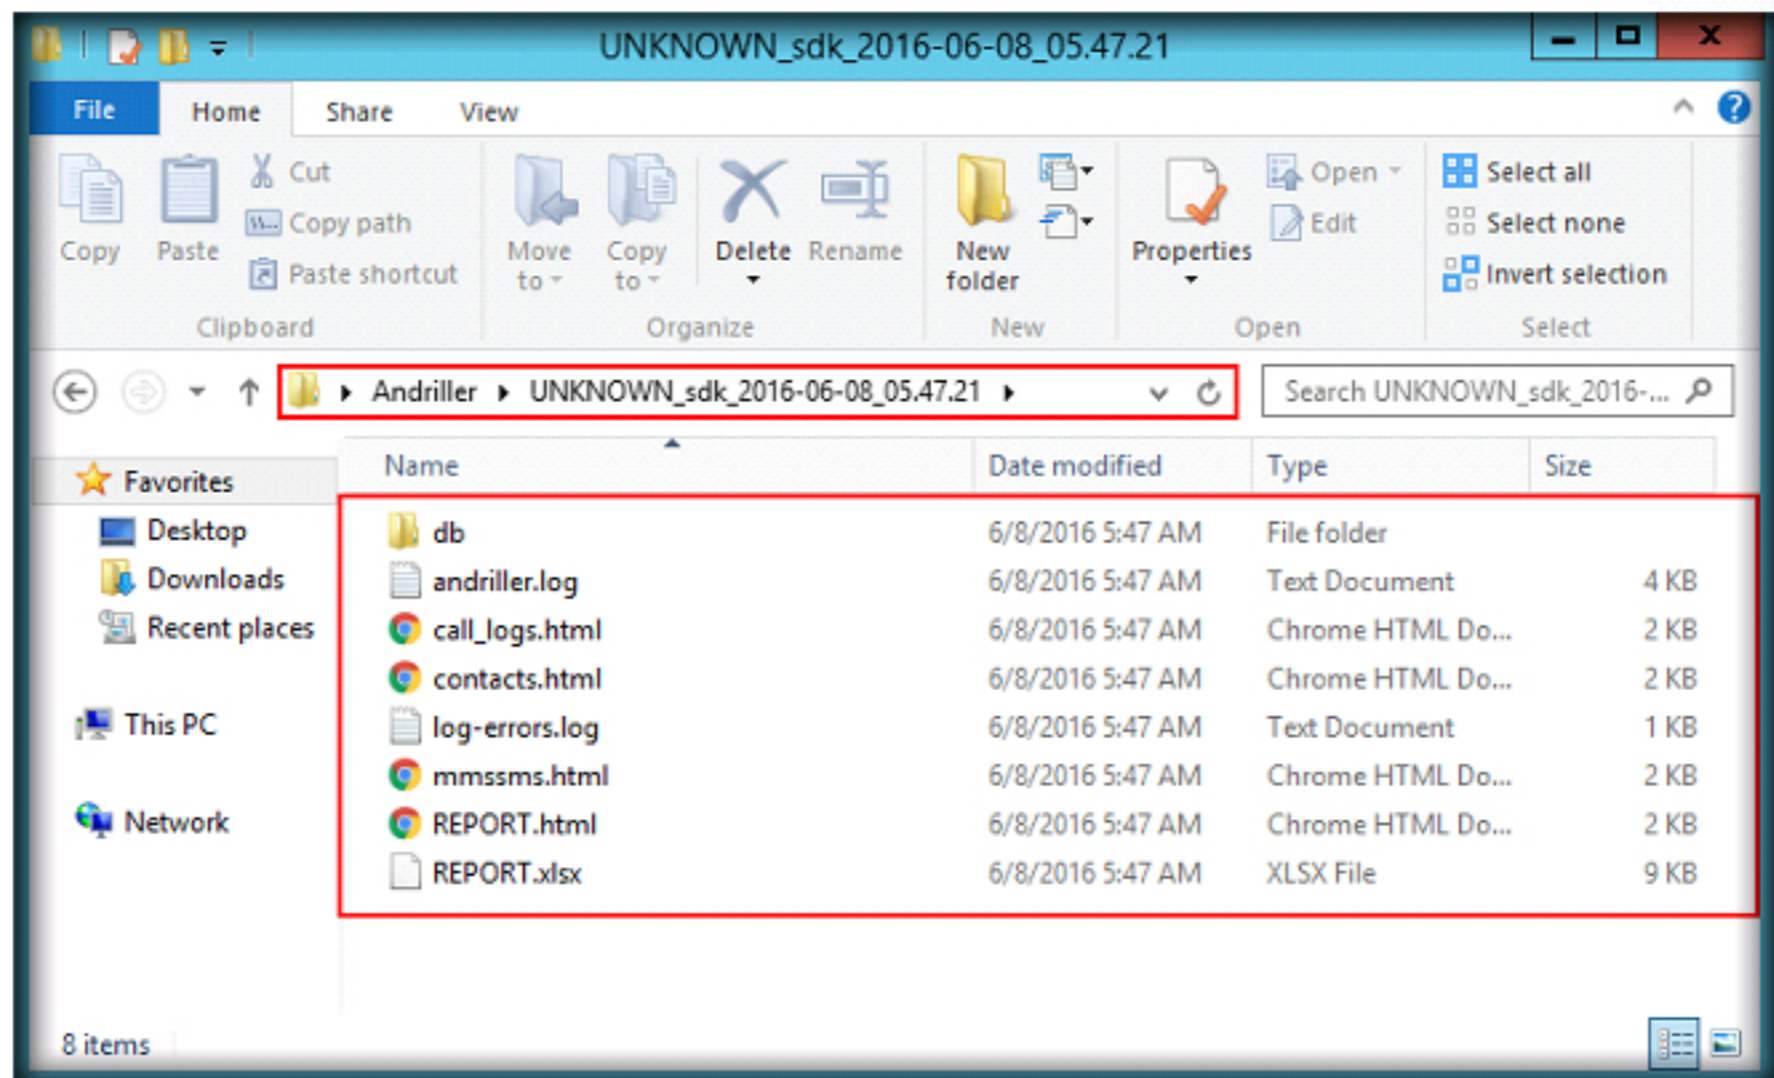 UNKNOWN_sdk_2016-06-08_05.47.21
File Home Share View
Copy
Paste
Cut
Copy path
Paste shortcut
Clipboard
Move to
Copy to
Delete
Rename
Organize
New folder
New
Properties
Open
Edit
Open
Select all
Select none
Invert selection
Select
Andriller UNKNOWN_sdk_2016-06-08_05.47.21
Search UNKNOWN_sdk_2016-...
Favorites
Desktop
Downloads
Recent places
This PC
Network
Name Date modified Type Size
db 6/8/2016 5:47 AM File folder
andriller.log 6/8/2016 5:47 AM Text Document 4 KB
call_logs.html 6/8/2016 5:47 AM Chrome HTML Do... 2 KB
contacts.html 6/8/2016 5:47 AM Chrome HTML Do... 2 KB
log-errors.log 6/8/2016 5:47 AM Text Document 1 KB
mmssms.html 6/8/2016 5:47 AM Chrome HTML Do... 2 KB
REPORT.html 6/8/2016 5:47 AM Chrome HTML Do... 2 KB
REPORT.xlsx 6/8/2016 5:47 AM XLSX File 9 KB
8 items